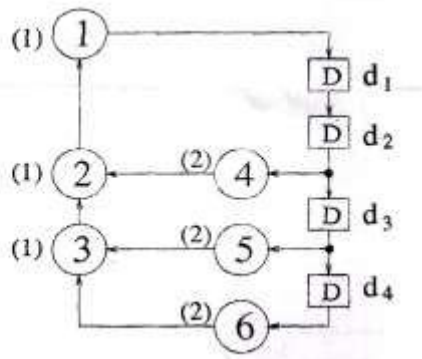 (1) 1
D d1
D d2
(1) 2 (2) 4
D d3
(1) 3 (2) 5
D d4
(2) 6